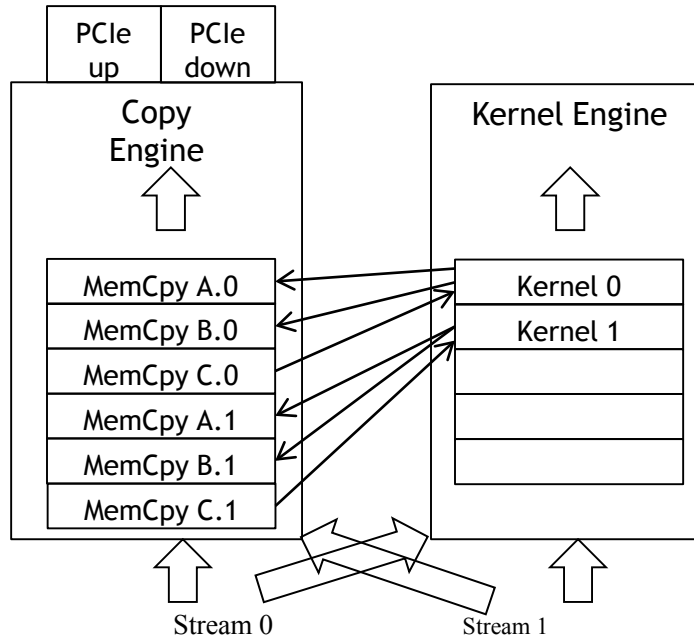 PCIe up
PCIe down
Copy Engine
Kernel Engine
MemCpy A.0
MemCpy B.0
MemCpy C.0
MemCpy A.1
MemCpy B.1
MemCpy C.1
Kernel 0
Kernel 1
Stream 0
Stream 1